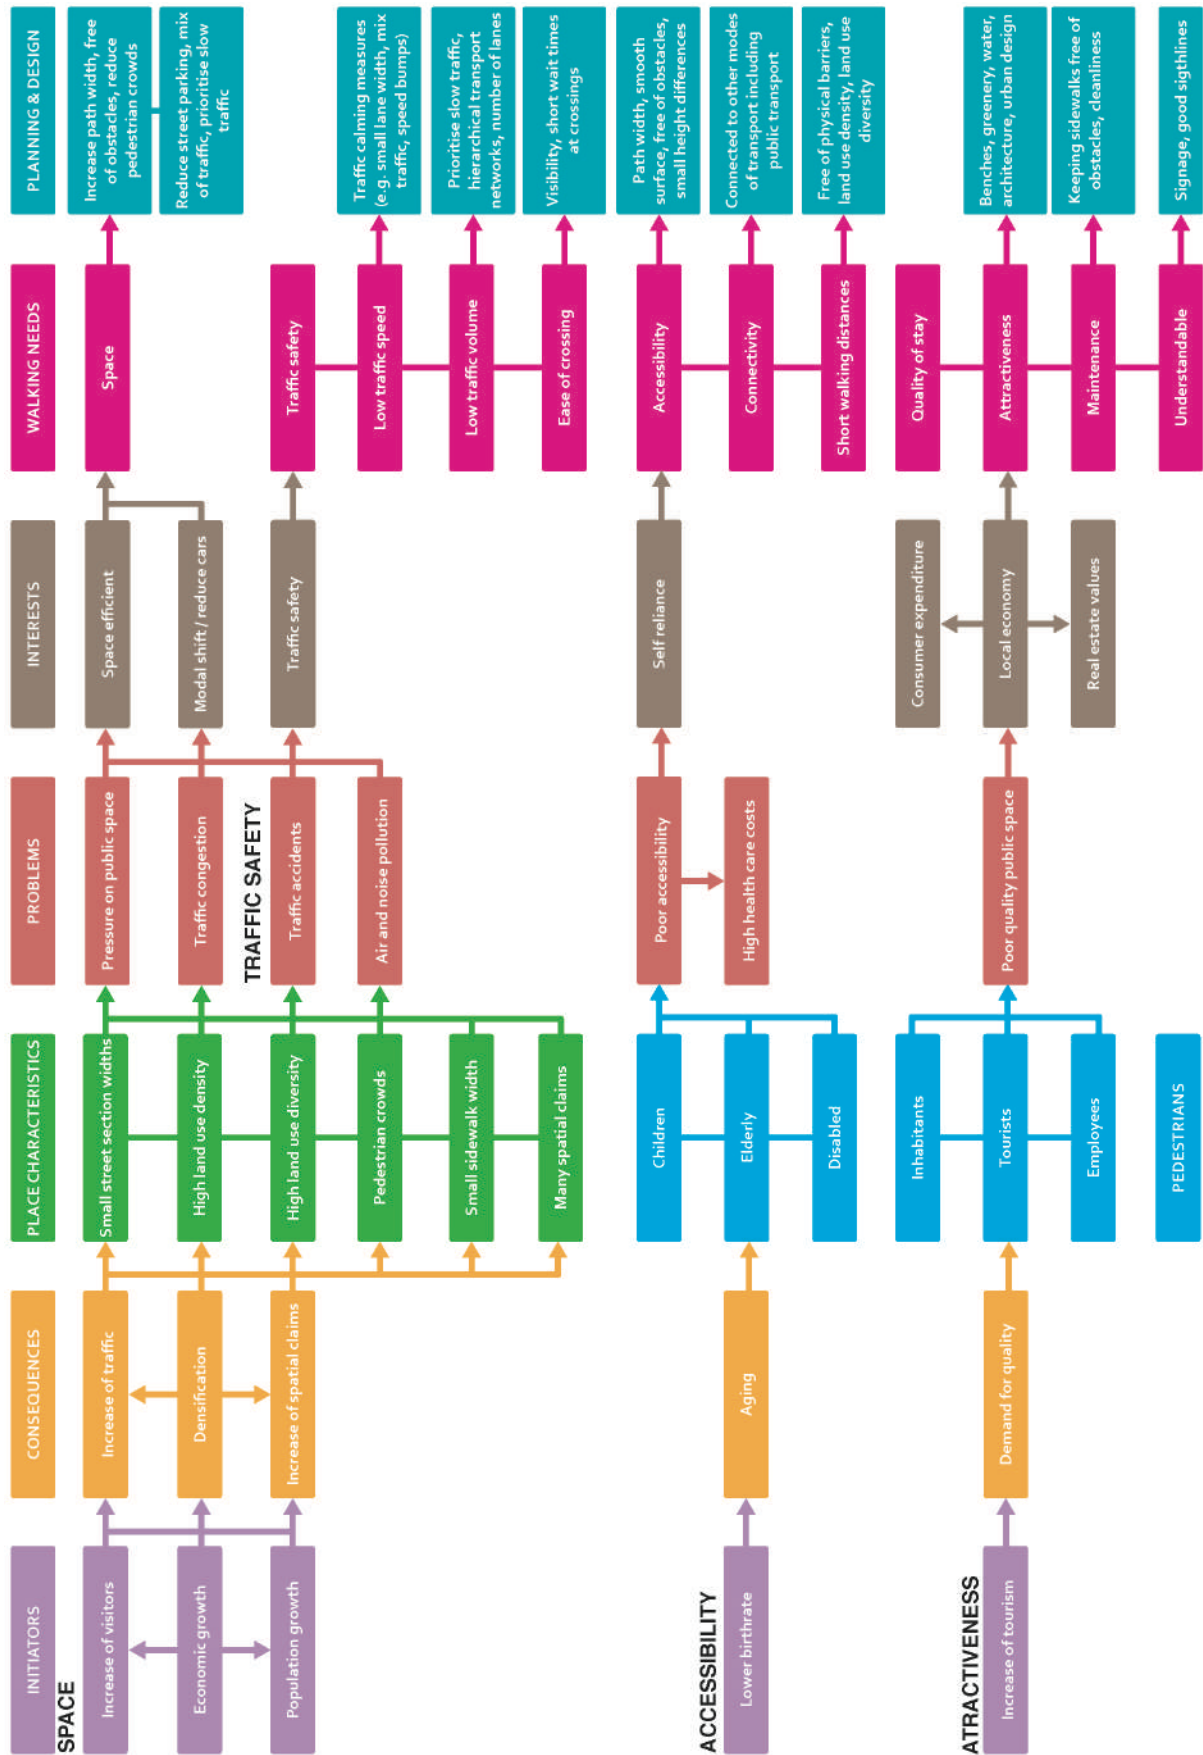 INITIATORS
CONSEQUENCES
PLACE CHARACTERISTICS
PROBLEMS
INTERESTS
WALKING NEEDS
PLANNING & DESIGN
SPACE
Increase of visitors
Economic growth
Population growth
Increase of traffic
Densification
Increase of spatial claims
Small street section widths
High land use density
High land use diversity
Pedestrian crowds
Small sidewalk width
Many spatial claims
Pressure on public space
Traffic congestion
TRAFFIC SAFETY
Traffic accidents
Air and noise pollution
Space efficient
Modal shift / reduce cars
Traffic safety
Space
Traffic safety
Low traffic speed
Low traffic volume
Ease of crossing
Increase path width, free
of obstacles, reduce
pedestrian crowds
Reduce street parking, mix
of traffic, prioritise slow
traffic
Traffic calming measures
(e.g. small lane width, mix
traffic, speed bumps)
Prioritise slow traffic,
hierarchical transport
networks, number of lanes
Visibility, short wait times
at crossings
ACCESSIBILITY
Lower birthrate
Aging
Children
Elderly
Disabled
Poor accessibility
High health care costs
Self reliance
Accessibility
Connectivity
Short walking distances
Path width, smooth
surface, free of obstacles,
small height differences
Connected to other modes
of transport including
public transport
Free of physical barriers,
land use density, land use
diversity
ATRACTIVENESS
Increase of tourism
Demand for quality
Inhabitants
Tourists
Employees
PEDESTRIANS
Poor quality public space
Consumer expenditure
Local economy
Real estate values
Quality of stay
Attractiveness
Maintenance
Understandable
Benches, greenery, water,
architecture, urban design
Keeping sidewalks free of
obstacles, cleanliness
Signage, good sigthlines